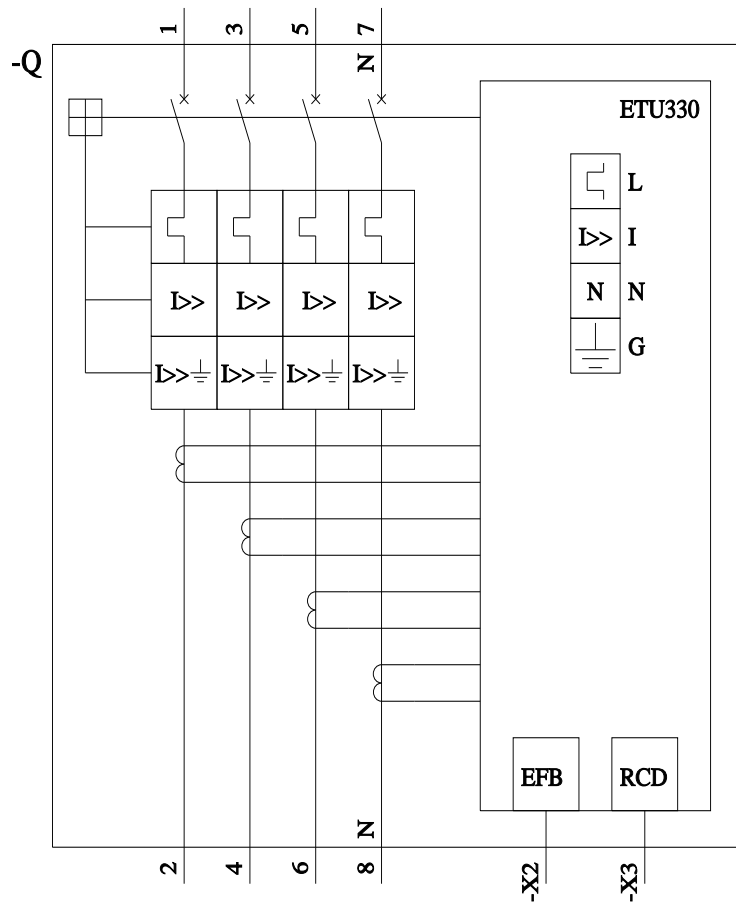 1 3 5 7
-Q
N
ETU330
L
I>> I
N N
G
I>> I>> I>> I>>
I>> I>> I>> I>>
EFB RCD
N
2 4 6 8
-X2 -X3